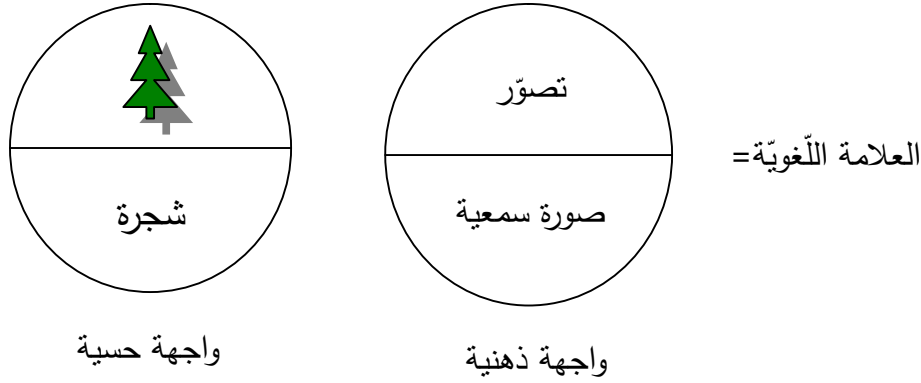 العلامة اللّغويّة=
تصوّر
صورة سمعية
واجهة ذهنية
شجرة
واجهة حسية